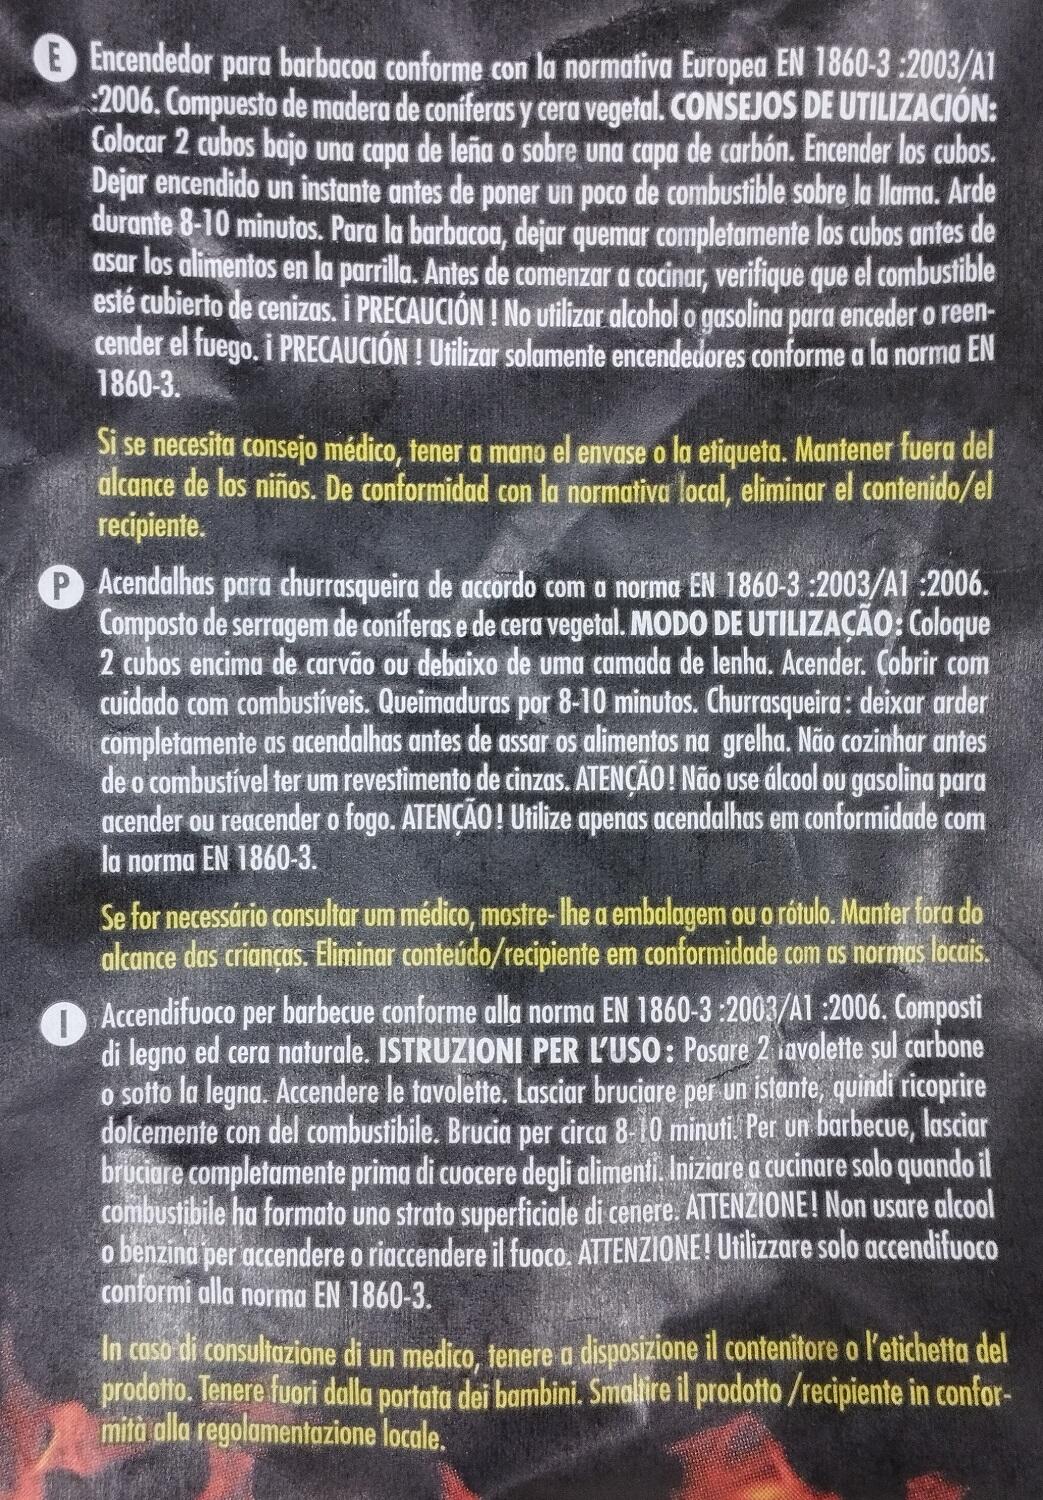 E Encendedor para barbacoa conforme con la normativa Europea EN 1860-3 :2003/A1
:2006. Compuesto de madera de coníferas y cera vegetal. CONSEJOS DE UTILIZACIÓN:
Colocar 2 cubos bajo una capa de leña o sobre una capa de carbón. Encender los cubos.
Dejar encendido un instante antes de poner un poco de combustible sobre la llama. Arde
durante 8-10 minutos. Para la barbacoa, dejar quemar completamente los cubos antes de
asar los alimentos en la parrilla. Antes de comenzar a cocinar, verifique que el combustible
esté cubierto de cenizas. ¡ PRECAUCIÓN ! No utilizar alcohol o gasolina para enceder o reen-
cender el fuego. ¡ PRECAUCIÓN ! Utilizar solamente encendedores conforme a la norma EN
1860-3.
Si se necesita consejo médico, tener a mano el envase o la etiqueta. Mantener fuera del
alcance de los niños. De conformidad con la normativa local, eliminar el contenido/el
recipiente.
P Acendalhas para churrasqueira de accordo com a norma EN 1860-3 :2003/A1 :2006.
Composto de serragem de coníferas e de cera vegetal. MODO DE UTILIZAÇÃO: Coloque
2 cubos encima de carvão ou debaixo de uma camada de lenha. Acender. Cobrir com
cuidado com combustíveis. Queimaduras por 8-10 minutos. Churrasqueira : deixar arder
completamente as acendalhas antes de assar os alimentos na grelha. Não cozinhar antes
de o combustível ter um revestimento de cinzas. ATENÇÃO ! Não use álcool ou gasolina para
acender ou reacender o fogo. ATENÇÃO ! Utilize apenas acendalhas em conformidade com
la norma EN 1860-3.
Se for necessário consultar um médico, mostre- lhe a embalagem ou o rótulo. Manter fora do
alcance das crianças. Eliminar conteúdo/recipiente em conformidade com as normas locais.
I Accendifuoco per barbecue conforme alla norma EN 1860-3 :2003/A1 :2006. Composti
di legno ed cera naturale. ISTRUZIONI PER L'USO : Posare 2 tavolette sul carbone
o sotto la legna. Accendere le tavolette. Lasciar bruciare per un istante, quindi ricoprire
dolcemente con del combustibile. Brucia per circa 8-10 minuti. Per un barbecue, lasciar
bruciare completamente prima di cuocere degli alimenti. Iniziare a cucinare solo quando il
combustibile ha formato uno strato superficiale di cenere. ATTENZIONE ! Non usare alcool
o benzina per accendere o riaccendere il fuoco. ATTENZIONE ! Utilizzare solo accendifuoco
conformi alla norma EN 1860-3.
In caso di consultazione di un medico, tenere a disposizione il contenitore o l'etichetta del
prodotto. Tenere fuori dalla portata dei bambini. Smaltire il prodotto /recipiente in confor-
mità alla regolamentazione locale.